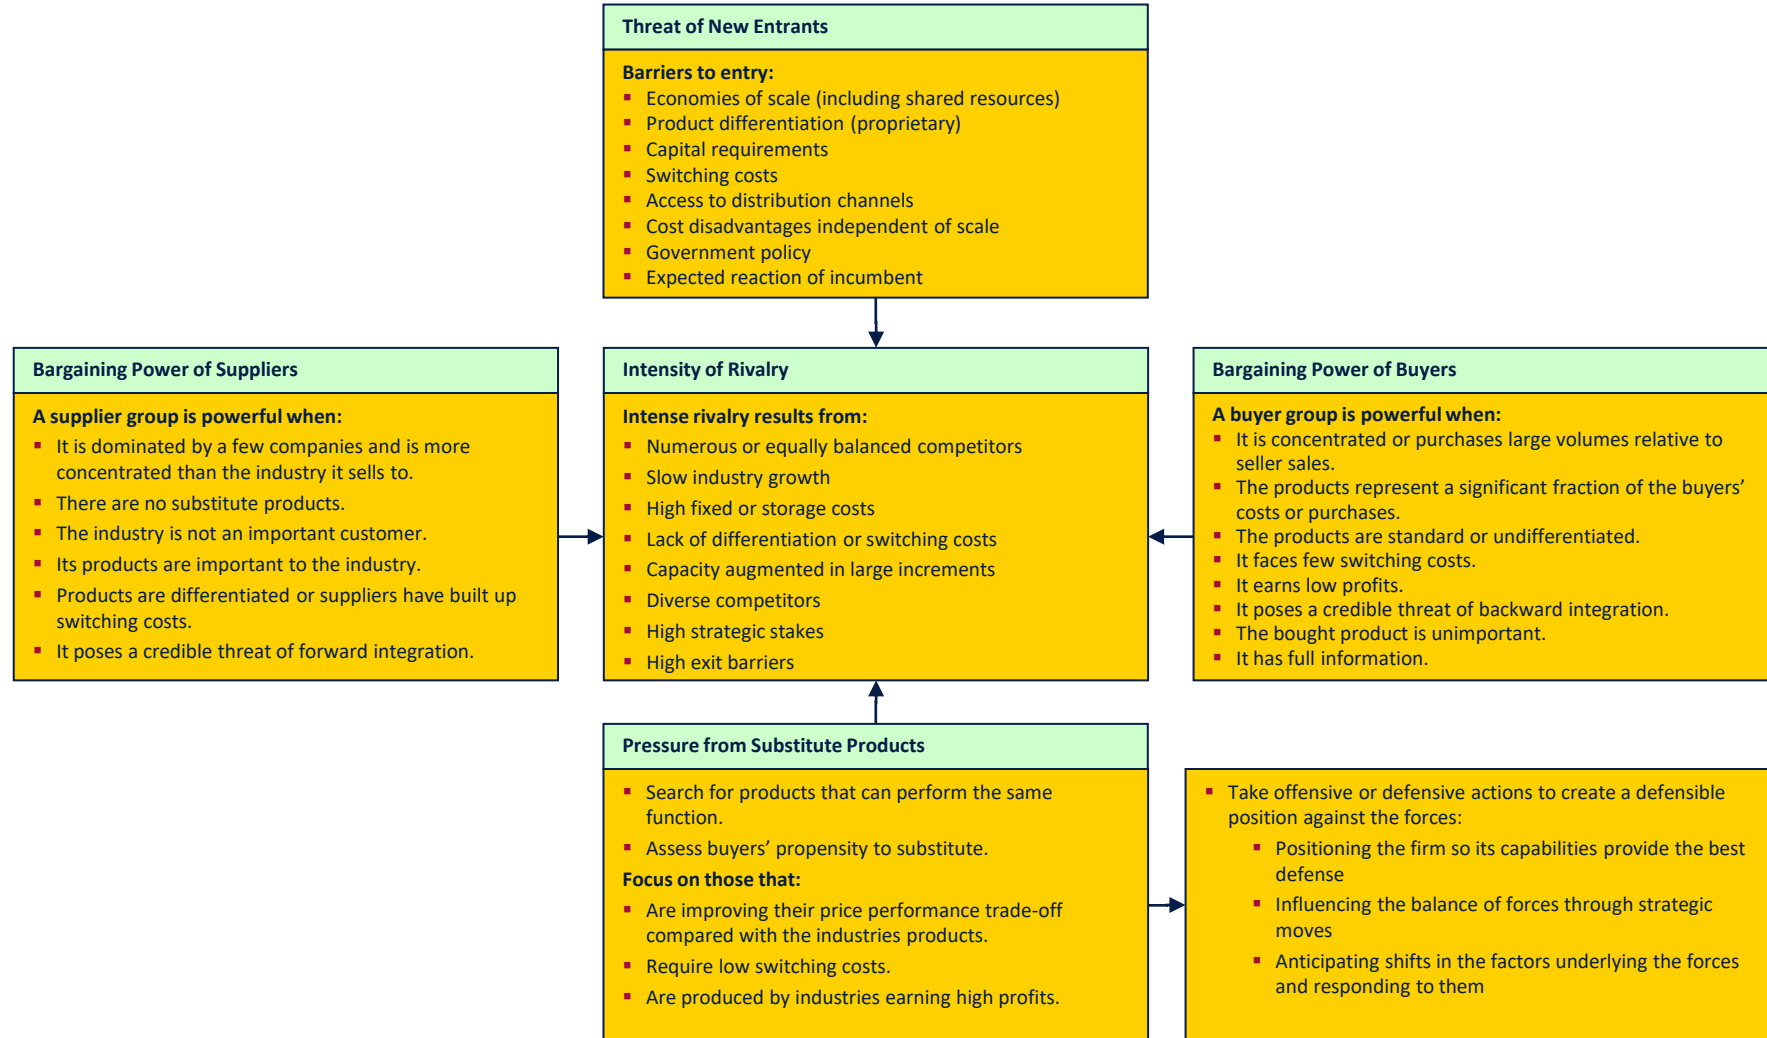 Threat of New Entrants
Barriers to entry:
▪ Economies of scale (including shared resources)
▪ Product differentiation (proprietary)
▪ Capital requirements
▪ Switching costs
▪ Access to distribution channels
▪ Cost disadvantages independent of scale
▪ Government policy
▪ Expected reaction of incumbent
Bargaining Power of Suppliers
A supplier group is powerful when:
▪ It is dominated by a few companies and is more
concentrated than the industry it sells to.
▪ There are no substitute products.
▪ The industry is not an important customer.
▪ Its products are important to the industry.
▪ Products are differentiated or suppliers have built up
switching costs.
▪ It poses a credible threat of forward integration.
Intensity of Rivalry
Intense rivalry results from:
▪ Numerous or equally balanced competitors
▪ Slow industry growth
▪ High fixed or storage costs
▪ Lack of differentiation or switching costs
▪ Capacity augmented in large increments
▪ Diverse competitors
▪ High strategic stakes
▪ High exit barriers
Bargaining Power of Buyers
A buyer group is powerful when:
▪ It is concentrated or purchases large volumes relative to
seller sales.
▪ The products represent a significant fraction of the buyers’
costs or purchases.
▪ The products are standard or undifferentiated.
▪ It faces few switching costs.
▪ It earns low profits.
▪ It poses a credible threat of backward integration.
▪ The bought product is unimportant.
▪ It has full information.
Pressure from Substitute Products
▪ Search for products that can perform the same
function.
▪ Assess buyers’ propensity to substitute.
Focus on those that:
▪ Are improving their price performance trade-off
compared with the industries products.
▪ Require low switching costs.
▪ Are produced by industries earning high profits.
▪ Take offensive or defensive actions to create a defensible
position against the forces:
▪ Positioning the firm so its capabilities provide the best
defense
▪ Influencing the balance of forces through strategic
moves
▪ Anticipating shifts in the factors underlying the forces
and responding to them